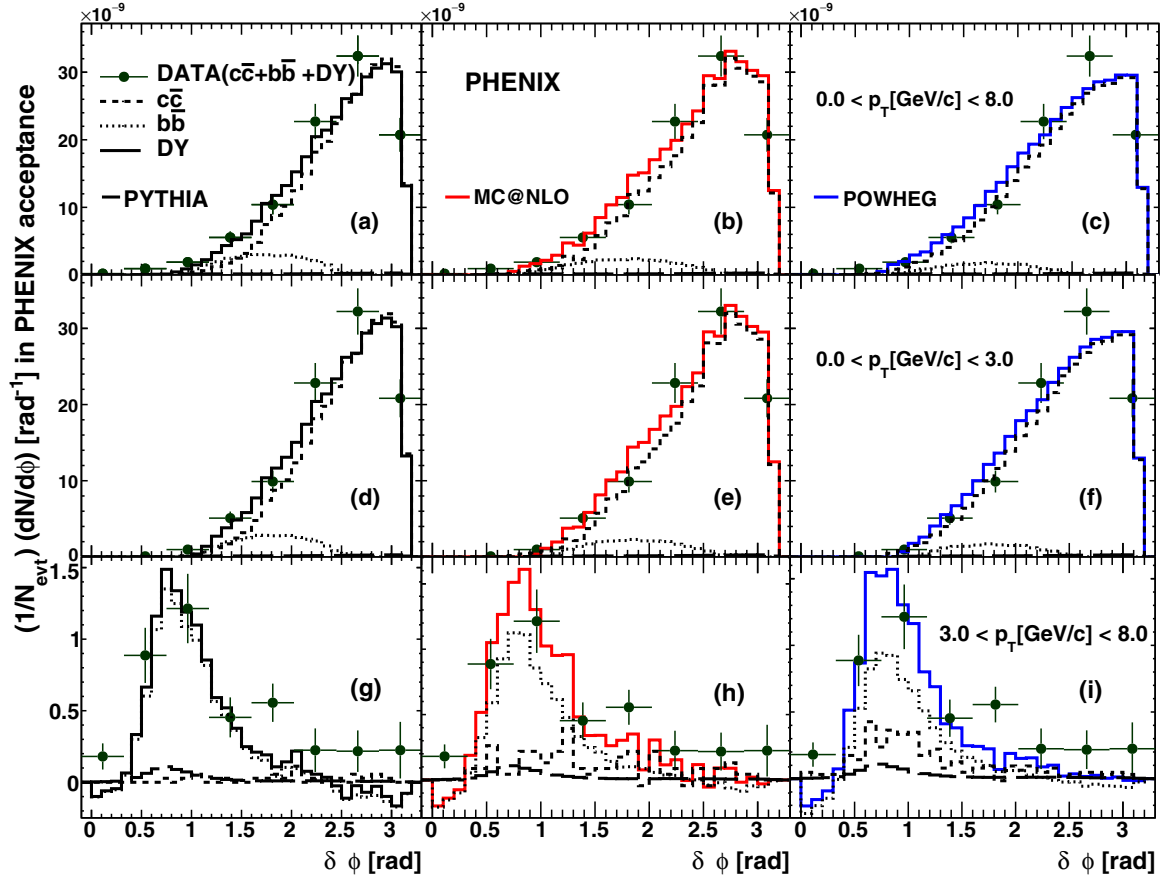 ×10⁻⁹ ×10⁻⁹ ×10⁻⁹
(1/N_evt) (dN/dφ) [rad⁻¹] in PHENIX acceptance
30
20
10
0
DATA(cc̄+bb̄ +DY)
cc̄
bb̄
DY
PYTHIA
(a)
PHENIX
MC@NLO
(b)
0.0 < p_T[GeV/c] < 8.0
POWHEG
(c)
30
20
10
0
(d)
(e)
0.0 < p_T[GeV/c] < 3.0
(f)
1.5
1
0.5
0
(g)
(h)
3.0 < p_T[GeV/c] < 8.0
(i)
0 0.5 1 1.5 2 2.5 3 0 0.5 1 1.5 2 2.5 3 0 0.5 1 1.5 2 2.5 3
δ φ [rad] δ φ [rad] δ φ [rad]